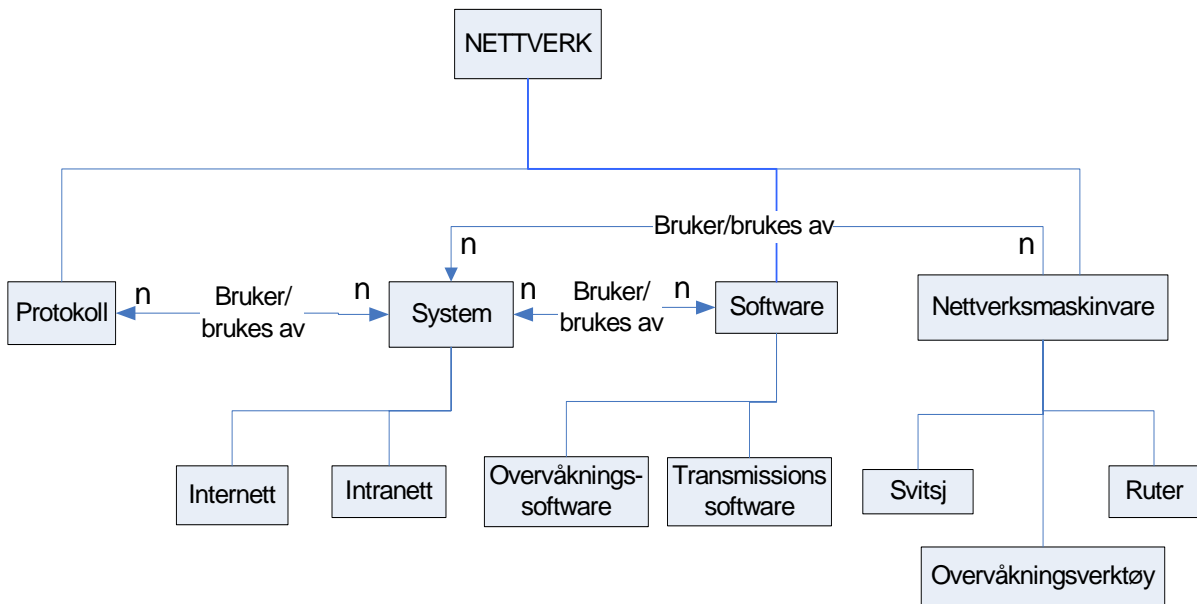 NETTVERK
Bruker/brukes av
n
n
n
Bruker/
brukes av
n
n
Bruker/
brukes av
n
Protokoll
System
Software
Nettverksmaskinvare
Internett
Intranett
Overvåknings-
software
Transmissions
software
Svitsj
Ruter
Overvåkningsverktøy